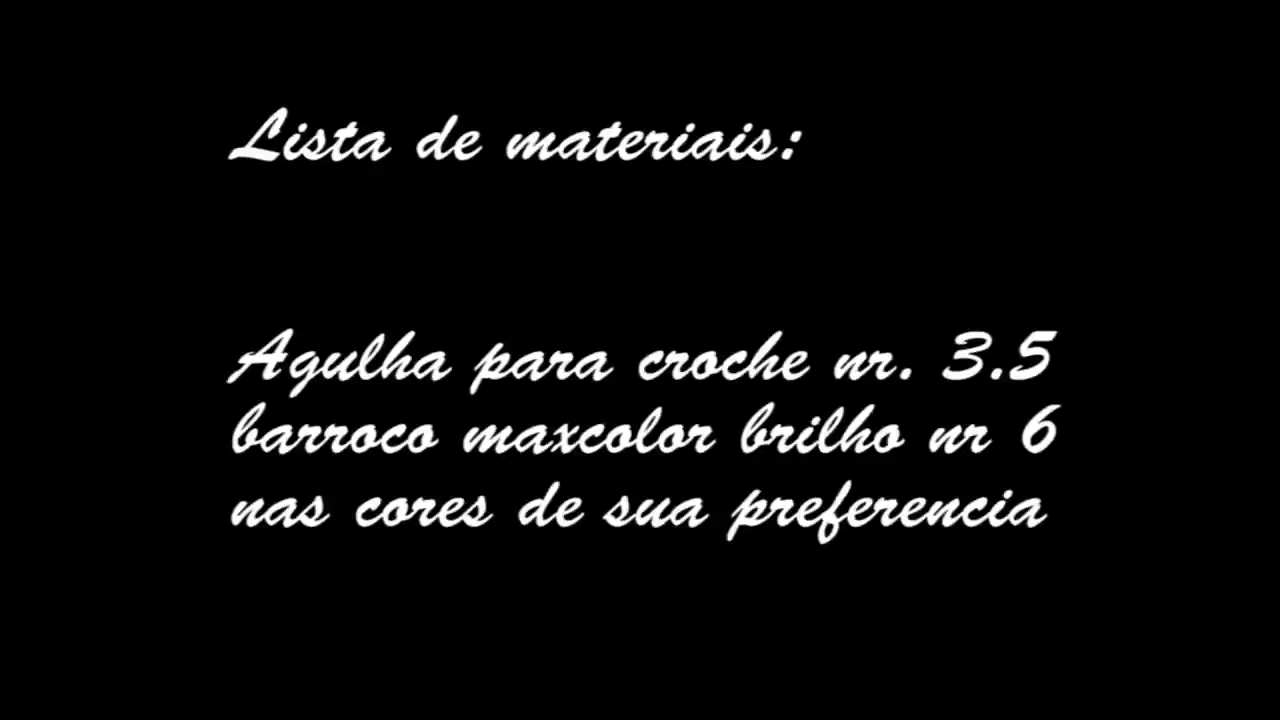 Lista de materiais:
Agulha para croche nr. 3.5
barroco maxcolor brilho nr 6
nas cores de sua preferencia